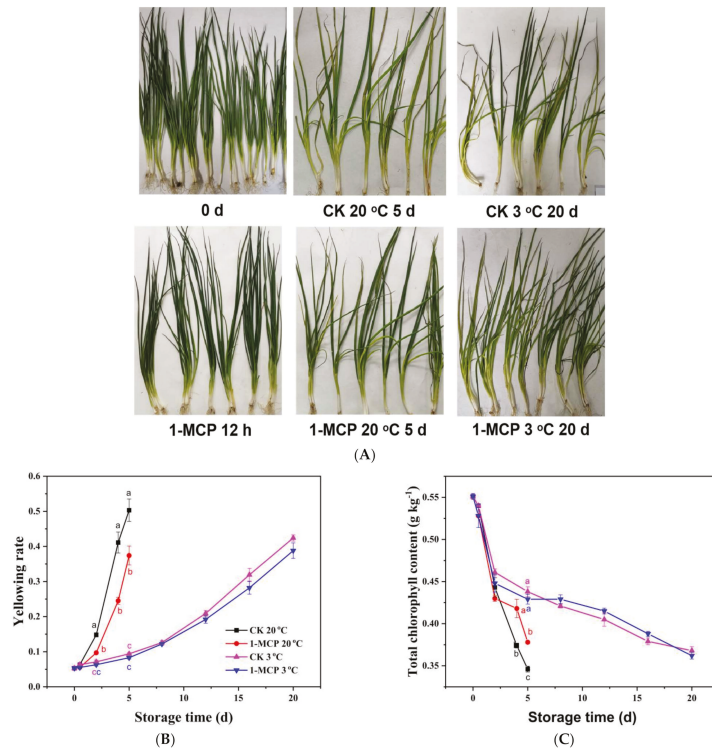 0 d
CK 20 °C 5 d
CK 3 °C 20 d
1-MCP 12 h
1-MCP 20 °C 5 d
1-MCP 3 °C 20 d
(A)
0.6
0.5
0.4
0.3
0.2
0.1
0.0
Yellowing rate
a
a
a
b
b
b
c
c
cc
CK 20 °C
1-MCP 20 °C
CK 3 °C
1-MCP 3 °C
0 5 10 15 20
Storage time (d)
(B)
0.55
0.50
0.45
0.40
0.35
Total chlorophyll content (g kg⁻¹)
a
a
a
b
b
c
0 5 10 15 20
Storage time (d)
(C)